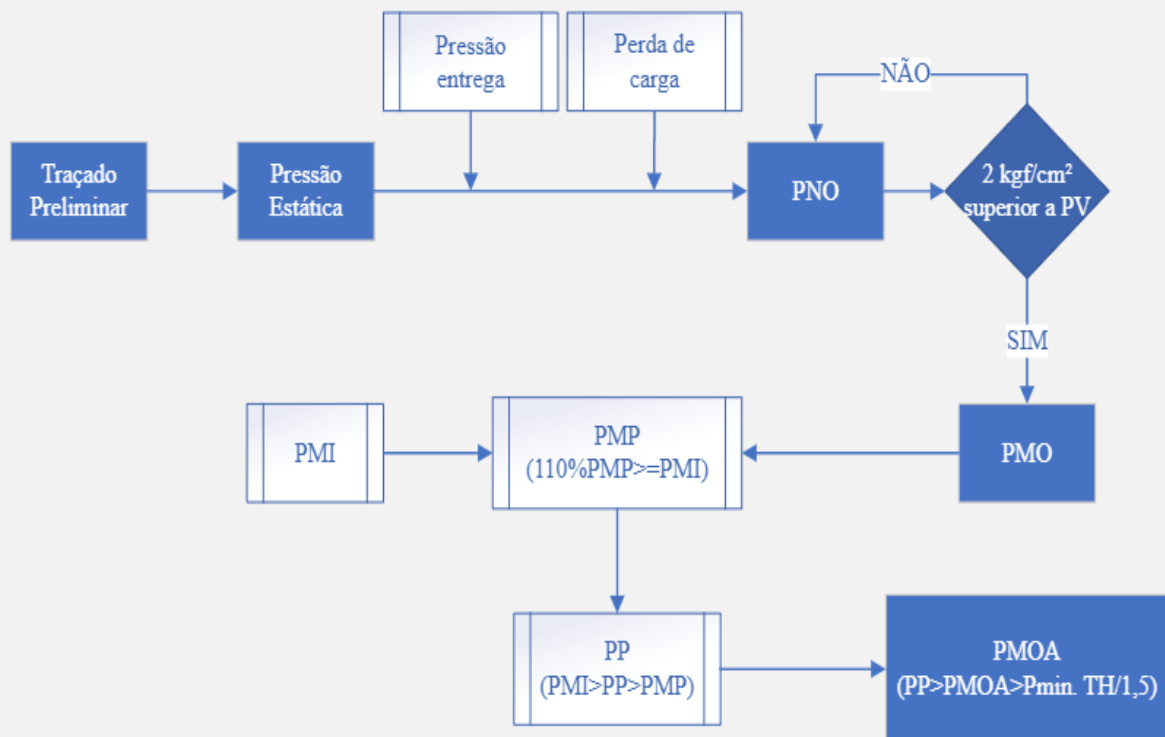 Pressão
entrega
Perda de
carga
NÃO
Traçado
Preliminar
Pressão
Estática
PNO
2 kgf/cm²
superior a PV
SIM
PMI
PMP
(110%PMP>=PMI)
PMO
PP
(PMI>PP>PMP)
PMOA
(PP>PMOA>Pmin. TH/1,5)